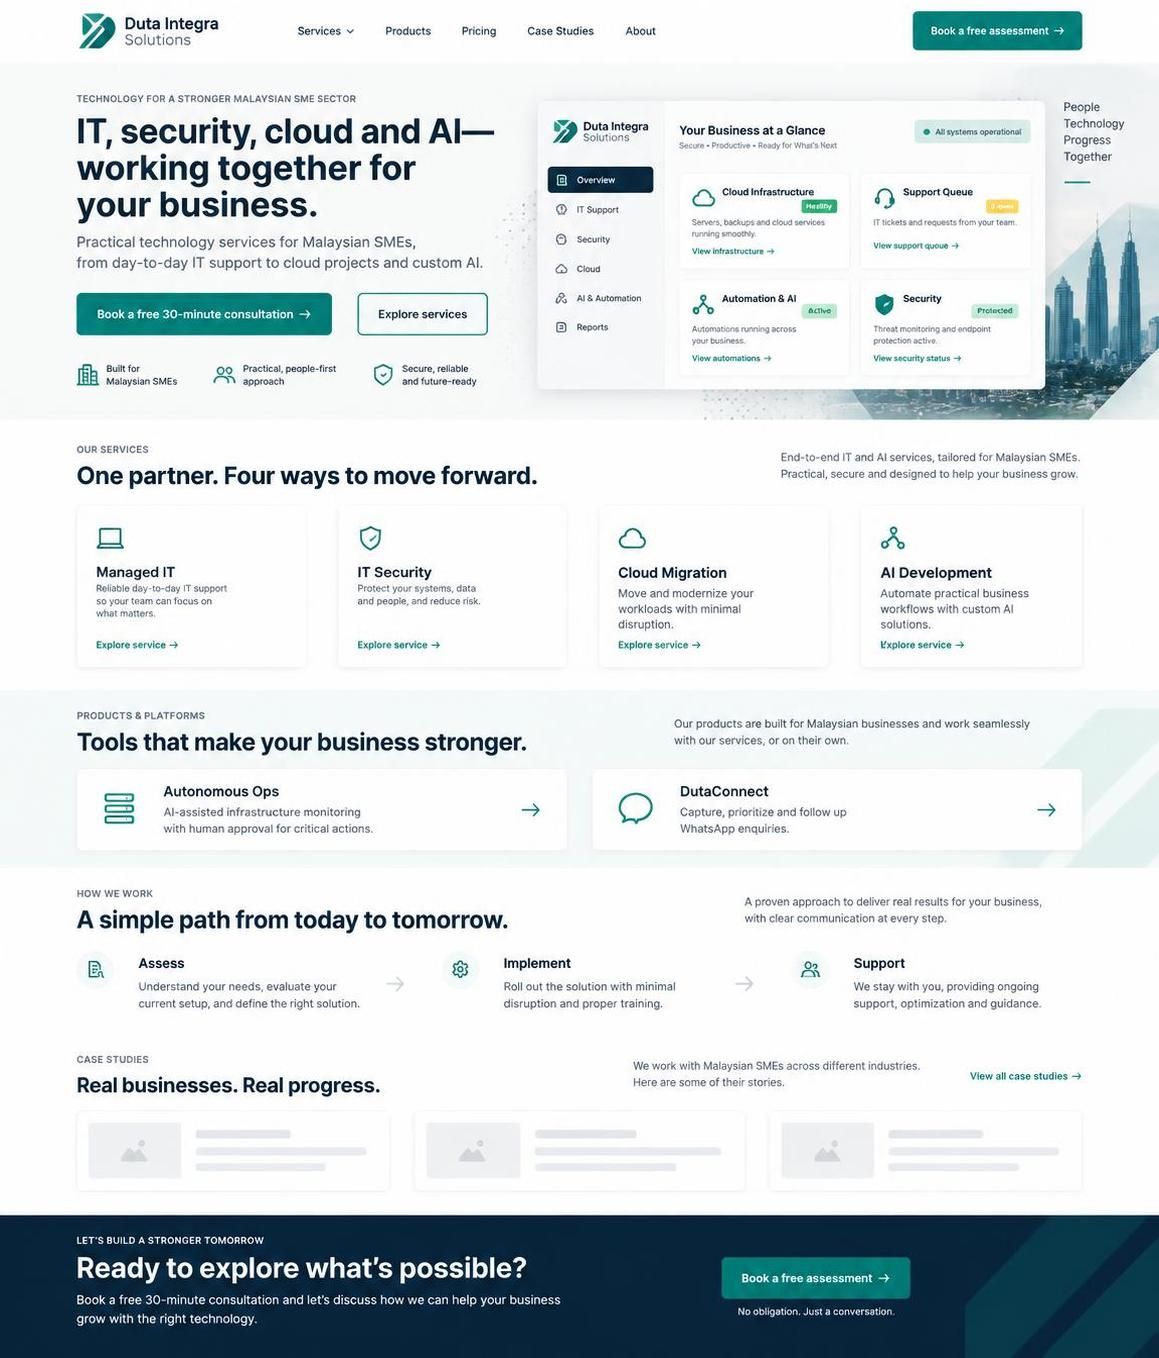 Duta Integra
Solutions
Services
Products
Pricing
Case Studies
About
Book a free assessment →
TECHNOLOGY FOR A STRONGER MALAYSIAN SME SECTOR
IT, security, cloud and AI—
working together for
your business.
Practical technology services for Malaysian SMEs,
from day-to-day IT support to cloud projects and custom AI.
Book a free 30-minute consultation →
Explore services
Built for
Malaysian SMEs
Practical, people-first
approach
Secure, reliable
and future-ready
Duta Integra
Solutions
Overview
IT Support
Security
Cloud
AI & Automation
Reports
Your Business at a Glance
Secure • Productive • Ready for What's Next
All systems operational
Cloud Infrastructure
Healthy
Servers, backups and cloud services
running smoothly.
View infrastructure →
Support Queue
IT tickets and requests from your team.
View support queue →
Automation & AI
Active
Automations running across
your business.
View automations →
Security
Protected
Threat monitoring and endpoint
protection active.
View security status →
People
Technology
Progress
Together
OUR SERVICES
One partner. Four ways to move forward.
End-to-end IT and AI services, tailored for Malaysian SMEs.
Practical, secure and designed to help your business grow.
Managed IT
Reliable day-to-day IT support
so your team can focus on
what matters.
Explore service →
IT Security
Protect your systems, data
and people, and reduce risk.
Explore service →
Cloud Migration
Move and modernize your
workloads with minimal
disruption.
Explore service →
AI Development
Automate practical business
workflows with custom AI
solutions.
Explore service →
PRODUCTS & PLATFORMS
Tools that make your business stronger.
Our products are built for Malaysian businesses and work seamlessly
with our services, or on their own.
Autonomous Ops
AI-assisted infrastructure monitoring
with human approval for critical actions.
DutaConnect
Capture, prioritize and follow up
WhatsApp enquiries.
HOW WE WORK
A simple path from today to tomorrow.
A proven approach to deliver real results for your business,
with clear communication at every step.
Assess
Understand your needs, evaluate your
current setup, and define the right solution.
Implement
Roll out the solution with minimal
disruption and proper training.
Support
We stay with you, providing ongoing
support, optimization and guidance.
CASE STUDIES
Real businesses. Real progress.
We work with Malaysian SMEs across different industries.
Here are some of their stories.
View all case studies →
LET'S BUILD A STRONGER TOMORROW
Ready to explore what's possible?
Book a free 30-minute consultation and let's discuss how we can help your business
grow with the right technology.
Book a free assessment →
No obligation. Just a conversation.